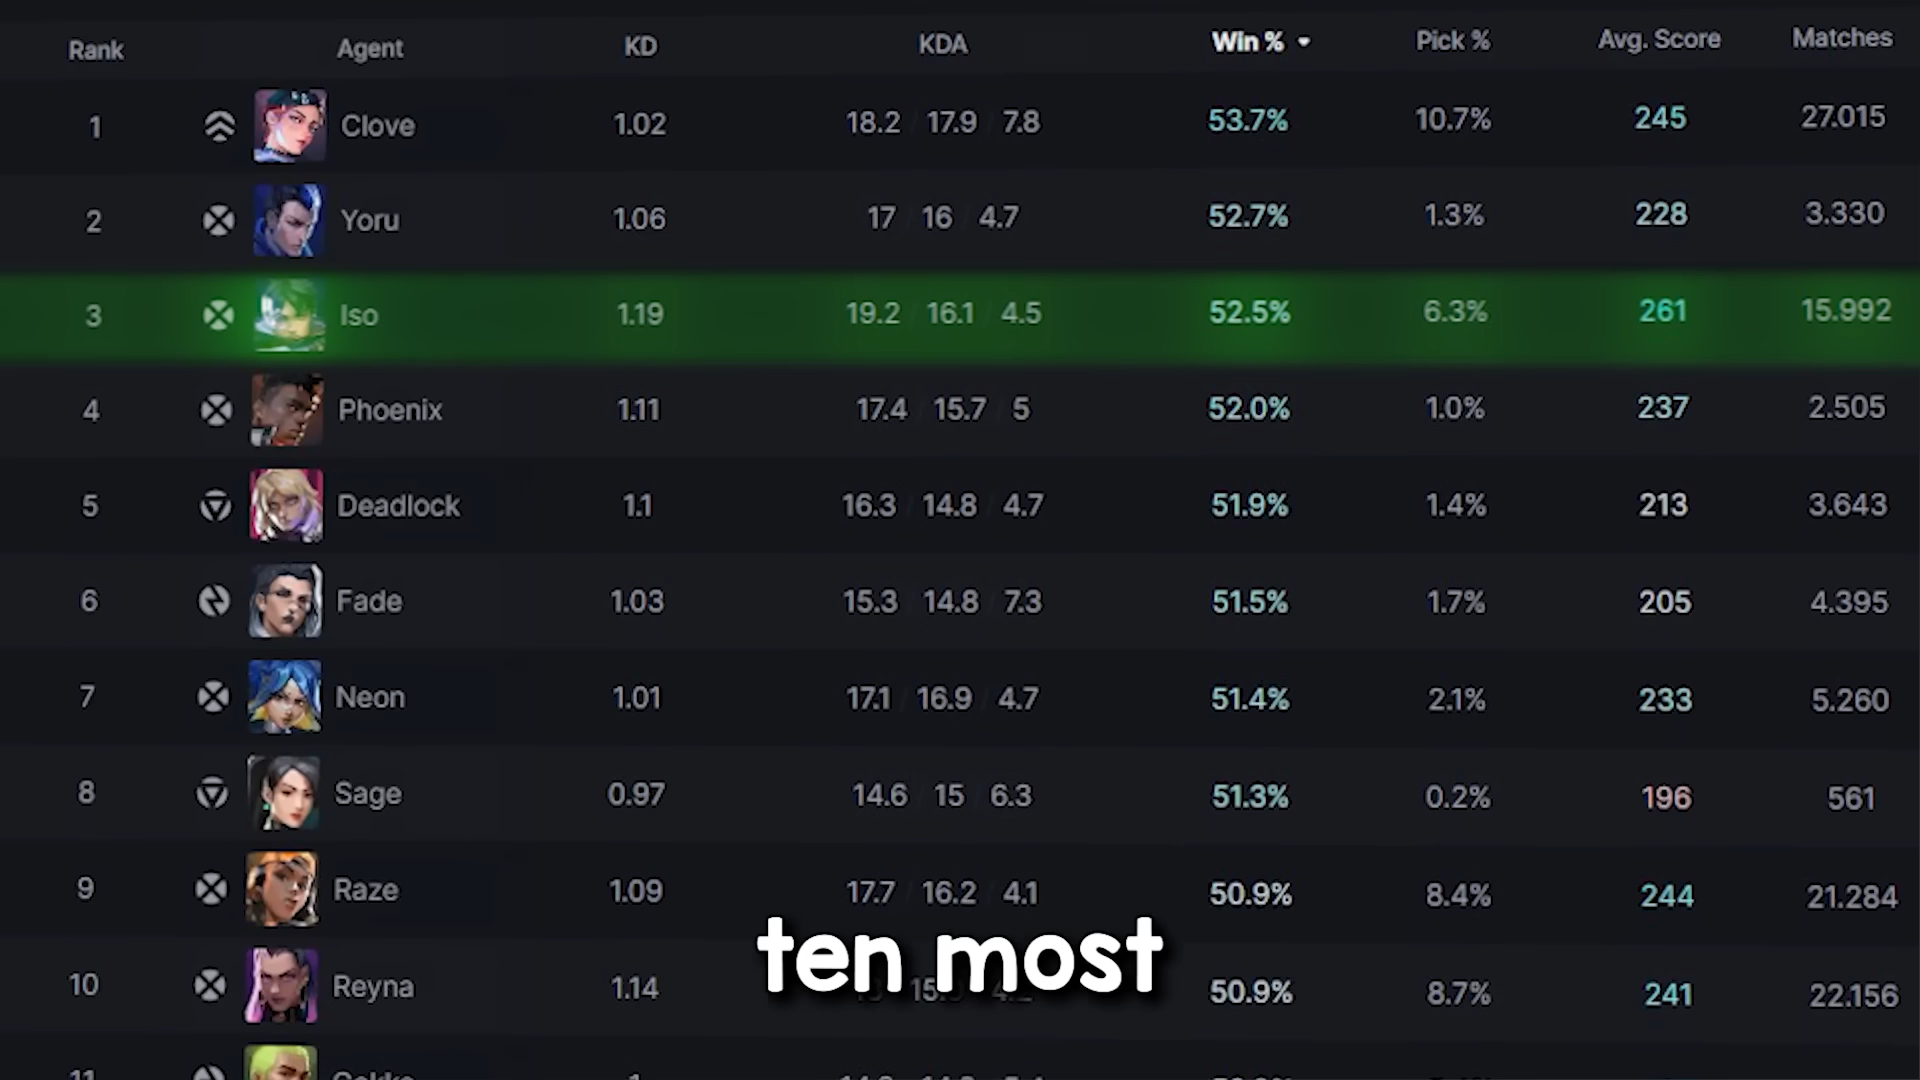 Rank Agent KD KDA Win % Pick % Avg. Score Matches
1 Clove 1.02 18.2 / 17.9 / 7.8 53.7% 10.7% 245 27.015
2 Yoru 1.06 17 / 16 / 4.7 52.7% 1.3% 228 3.330
3 Iso 1.19 19.2 / 16.1 / 4.5 52.5% 6.3% 261 15.992
4 Phoenix 1.11 17.4 / 15.7 / 5 52.0% 1.0% 237 2.505
5 Deadlock 1.1 16.3 / 14.8 / 4.7 51.9% 1.4% 213 3.643
6 Fade 1.03 15.3 / 14.8 / 7.3 51.5% 1.7% 205 4.395
7 Neon 1.01 17.1 / 16.9 / 4.7 51.4% 2.1% 233 5.260
8 Sage 0.97 14.6 / 15 / 6.3 51.3% 0.2% 196 561
9 Raze 1.09 17.7 / 16.2 / 4.1 50.9% 8.4% 244 21.284
ten most
10 Reyna 1.14 50.9% 8.7% 241 22.156
11